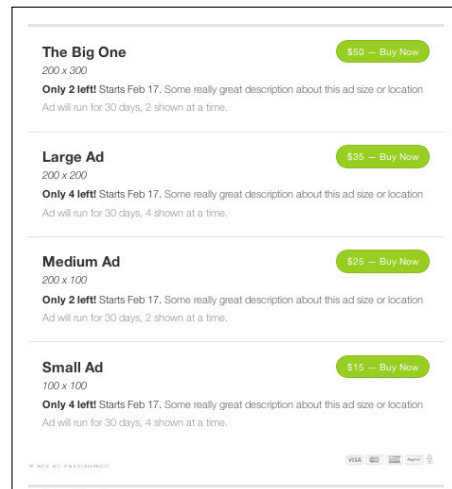 The Big One
$50 — Buy Now
200 x 300
Only 2 left! Starts Feb 17. Some really great description about this ad size or location
Ad will run for 30 days, 2 shown at a time.
Large Ad
$35 — Buy Now
200 x 200
Only 4 left! Starts Feb 17. Some really great description about this ad size or location
Ad will run for 30 days, 4 shown at a time.
Medium Ad
$25 — Buy Now
200 x 100
Only 2 left! Starts Feb 17. Some really great description about this ad size or location
Ad will run for 30 days, 2 shown at a time.
Small Ad
$15 — Buy Now
100 x 100
Only 4 left! Starts Feb 17. Some really great description about this ad size or location
Ad will run for 30 days, 4 shown at a time.
VISA PayPal